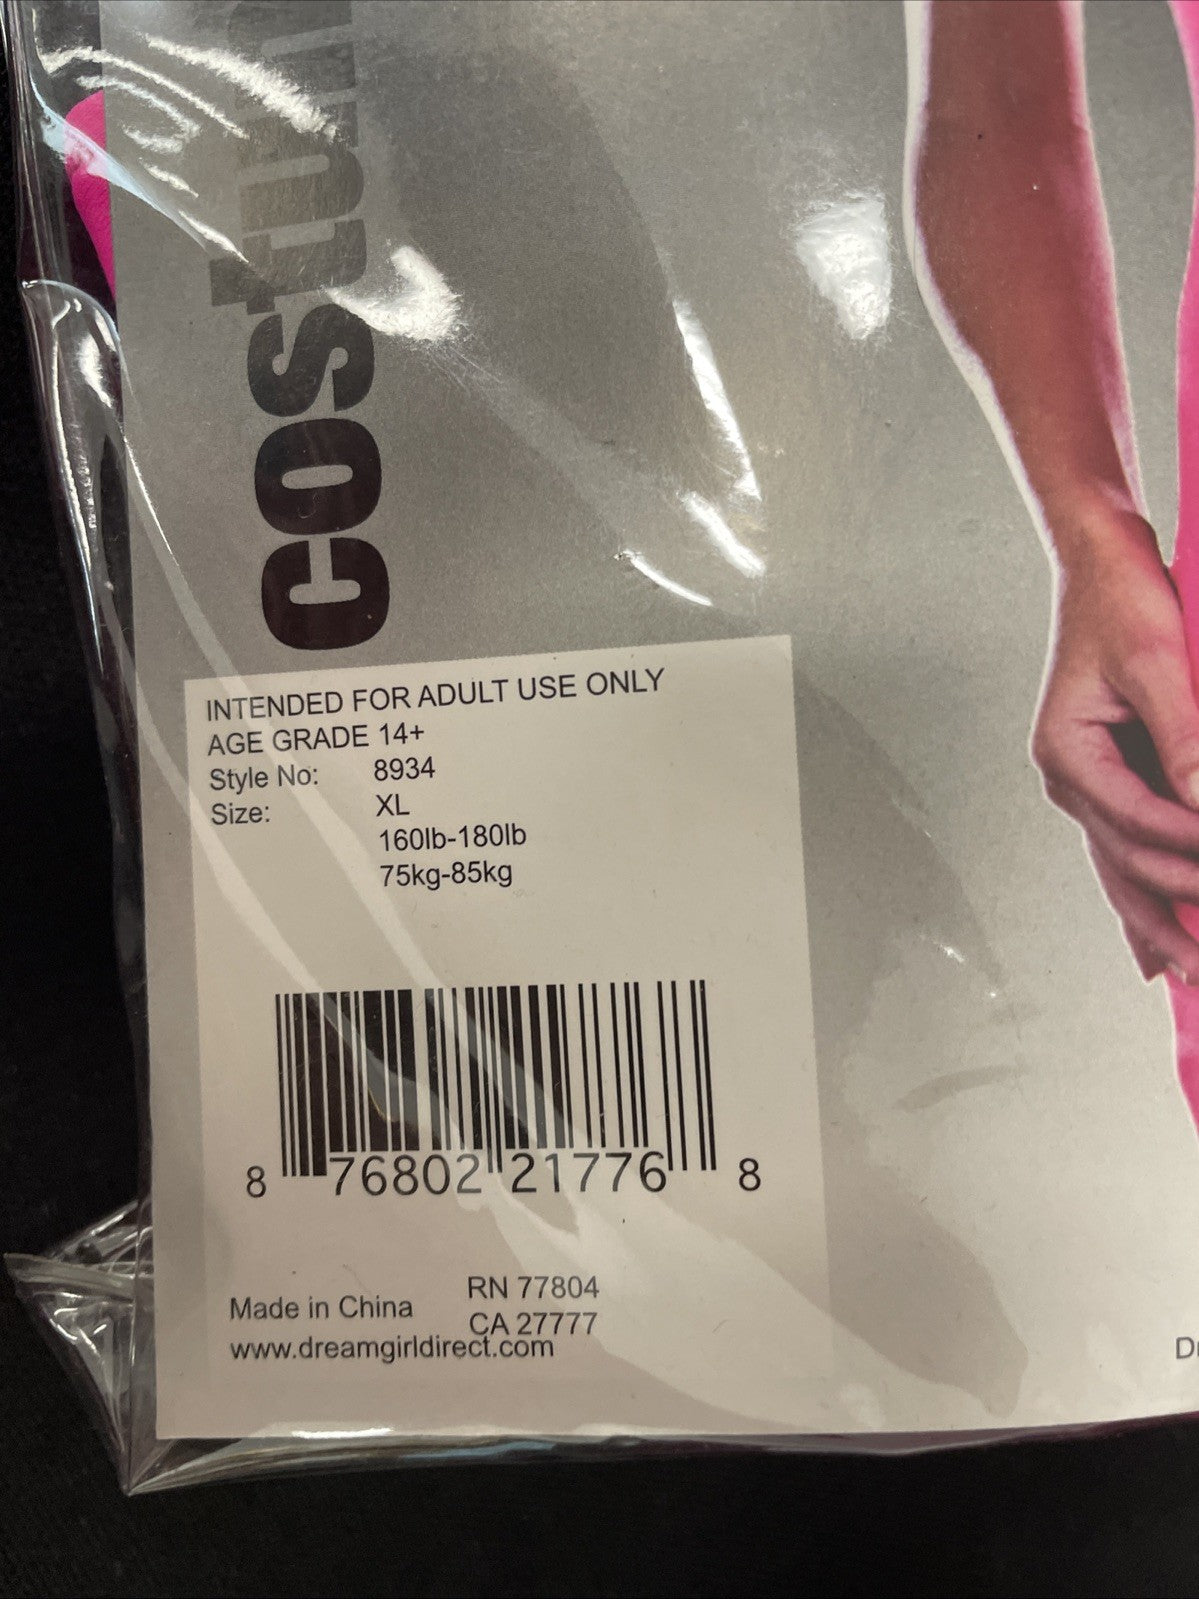 costum
INTENDED FOR ADULT USE ONLY
AGE GRADE 14+
Style No: 8934
Size: XL
160lb-180lb
75kg-85kg
8 76802 21776 8
RN 77804
Made in China
CA 27777
www.dreamgirldirect.com